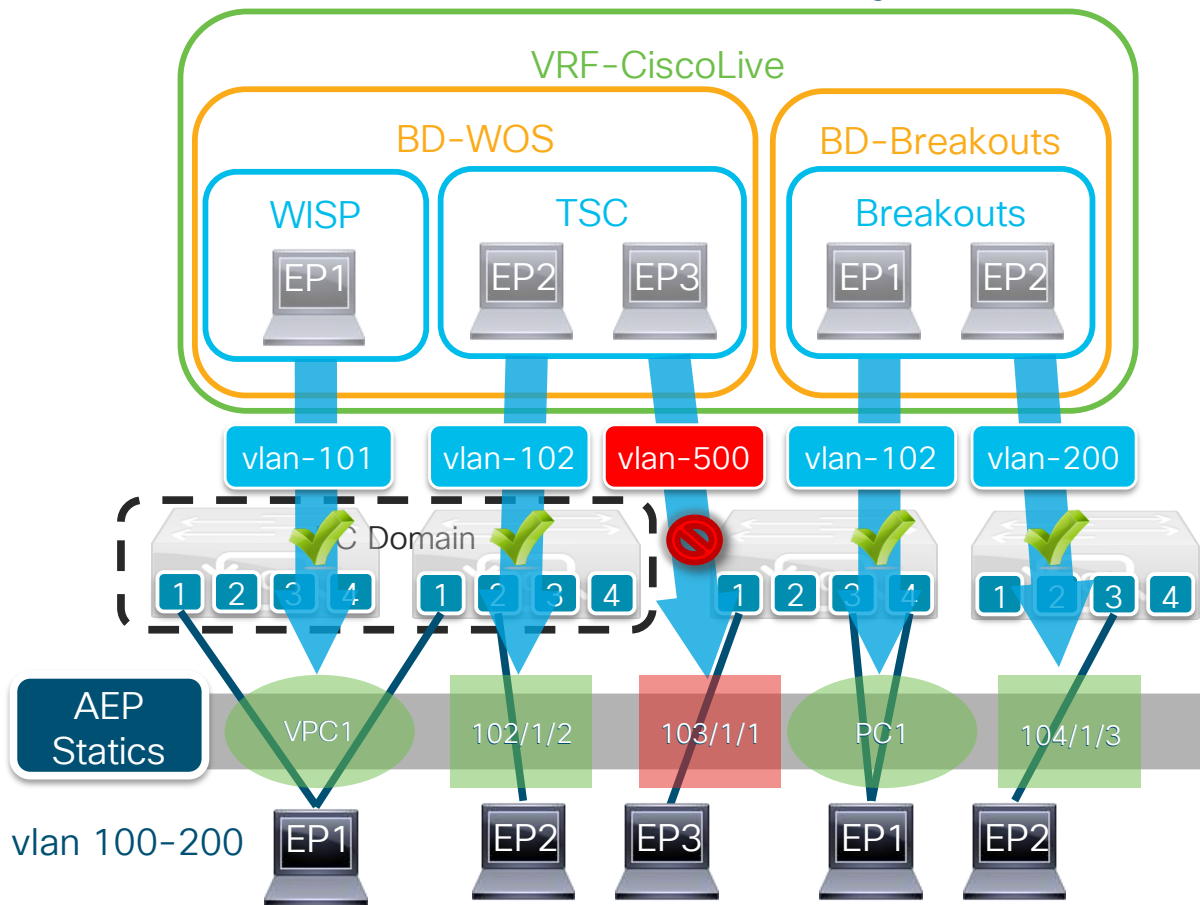 VRF-CiscoLive
BD-WOS
BD-Breakouts
WISP
TSC
Breakouts
EP1
EP2
EP3
EP1
EP2
vlan-101
vlan-102
vlan-500
vlan-102
vlan-200
C Domain
1
2
3
4
1
2
3
4
1
2
3
4
1
2
3
4
AEP
Statics
VPC1
102/1/2
103/1/1
PC1
104/1/3
vlan 100-200
EP1
EP2
EP3
EP1
EP2